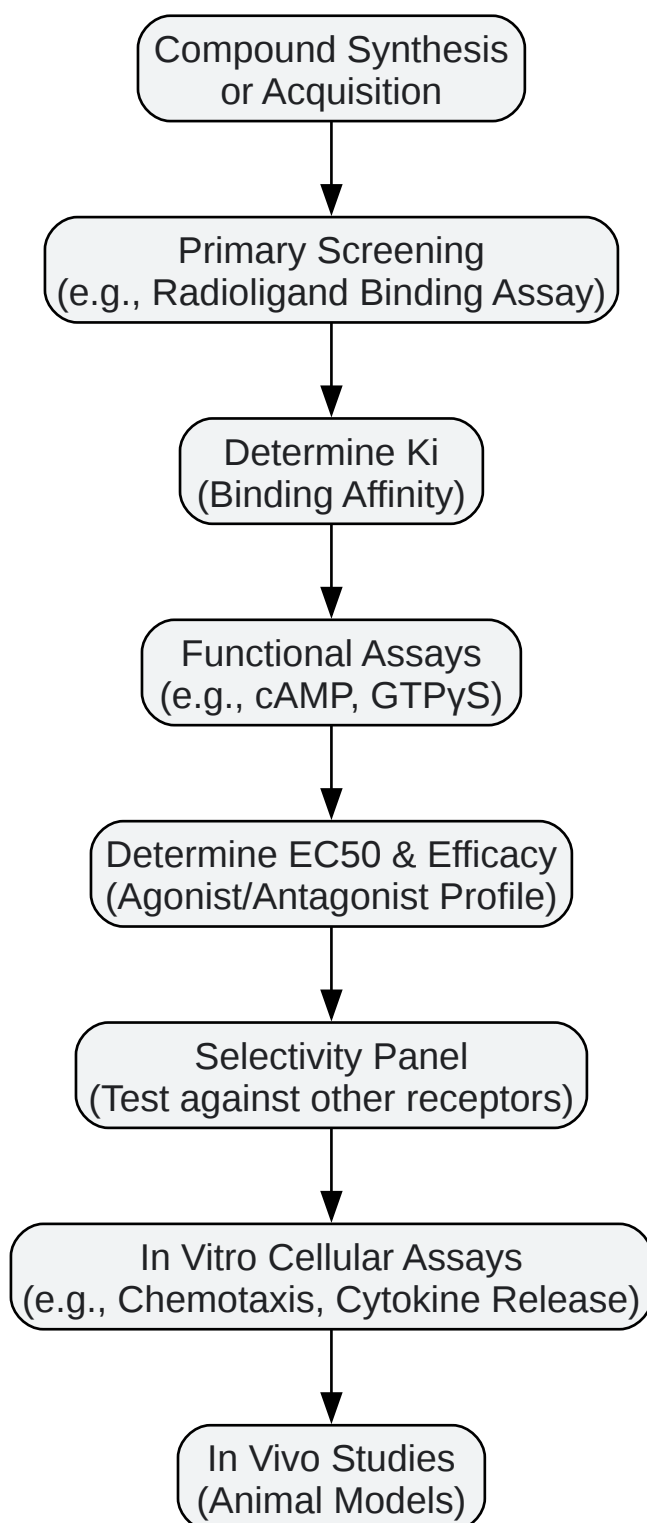 Compound Synthesis
or Acquisition
Primary Screening
(e.g., Radioligand Binding Assay)
Determine Ki
(Binding Affinity)
Functional Assays
(e.g., cAMP, GTPγS)
Determine EC50 & Efficacy
(Agonist/Antagonist Profile)
Selectivity Panel
(Test against other receptors)
In Vitro Cellular Assays
(e.g., Chemotaxis, Cytokine Release)
In Vivo Studies
(Animal Models)